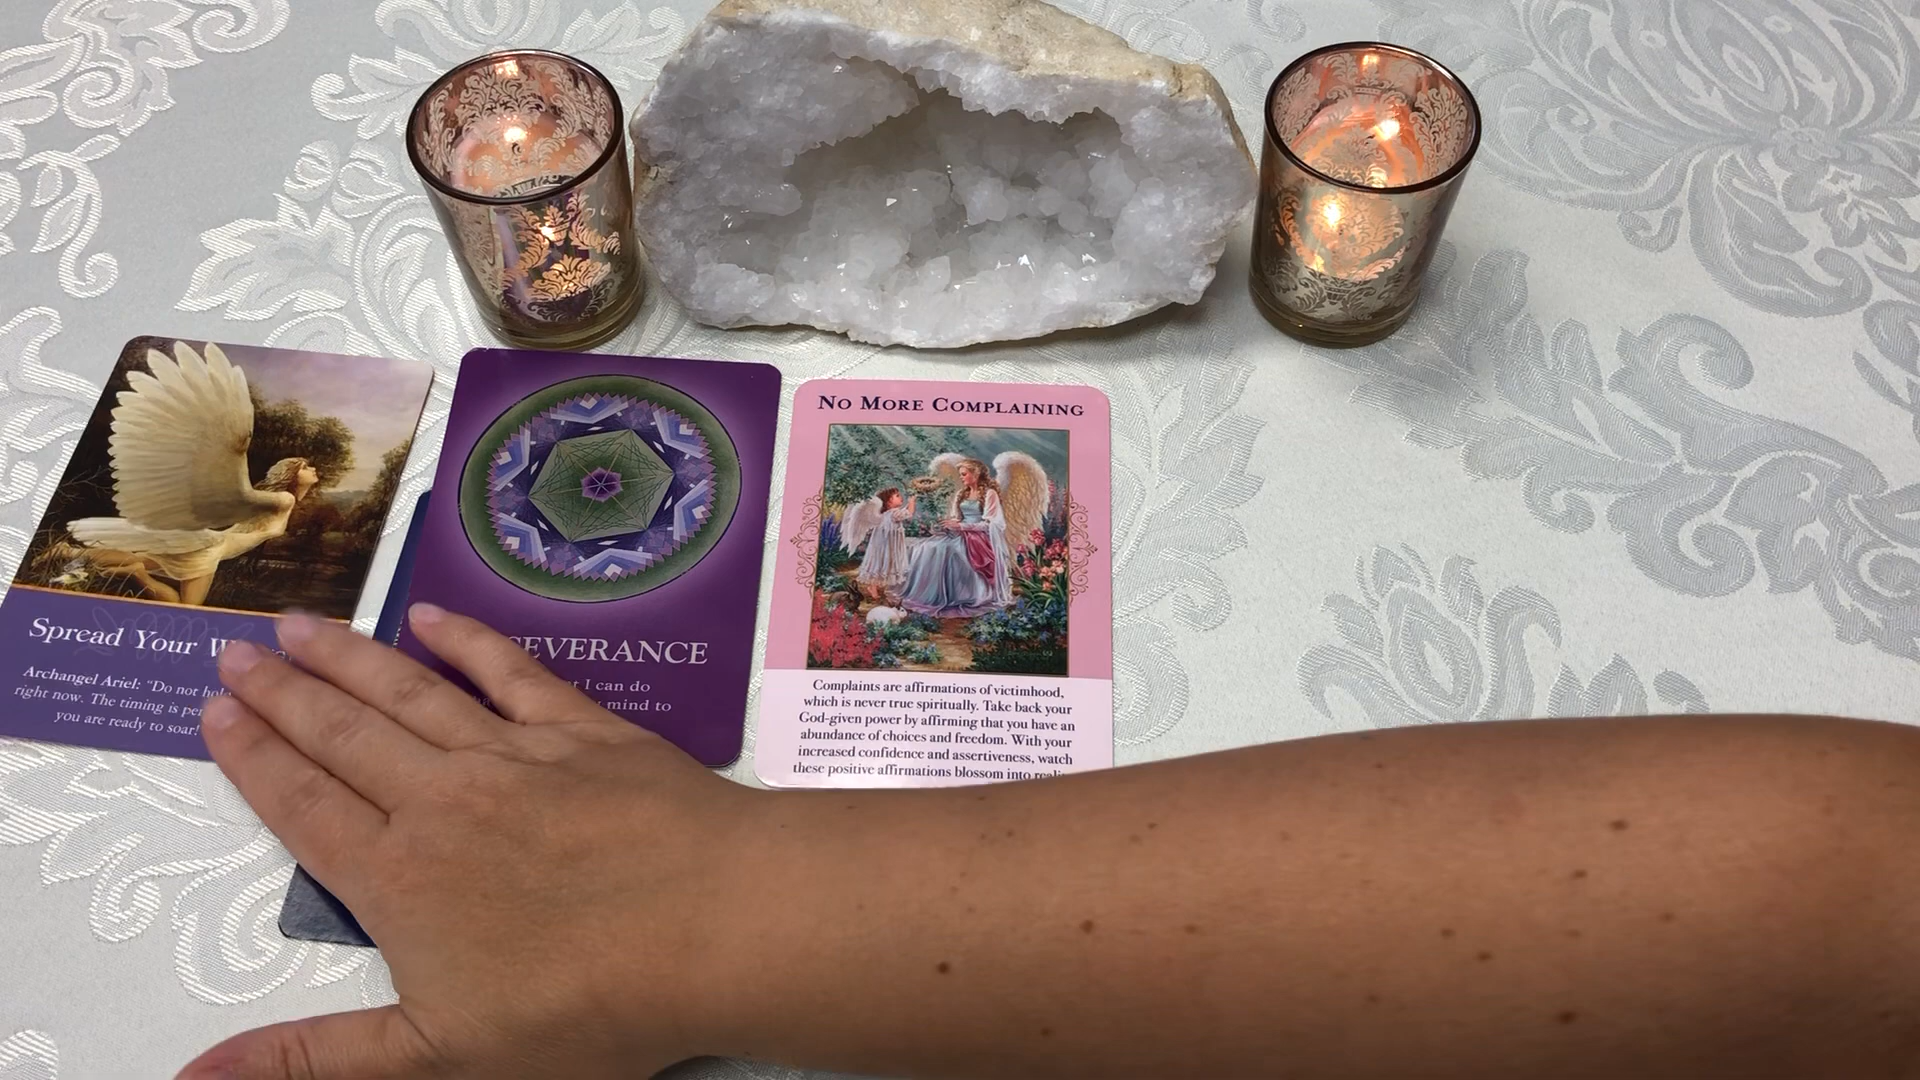 Spread Your
Archangel Ariel: "Do not
right now. The timing is
you are ready to soar!
SEVERANCE
I can do
mind to
NO MORE COMPLAINING
Complaints are affirmations of victimhood,
which is never true spiritually. Take back your
God-given power by affirming that you have an
abundance of choices and freedom. With your
increased confidence and assertiveness, watch
these positive affirmations blossom into